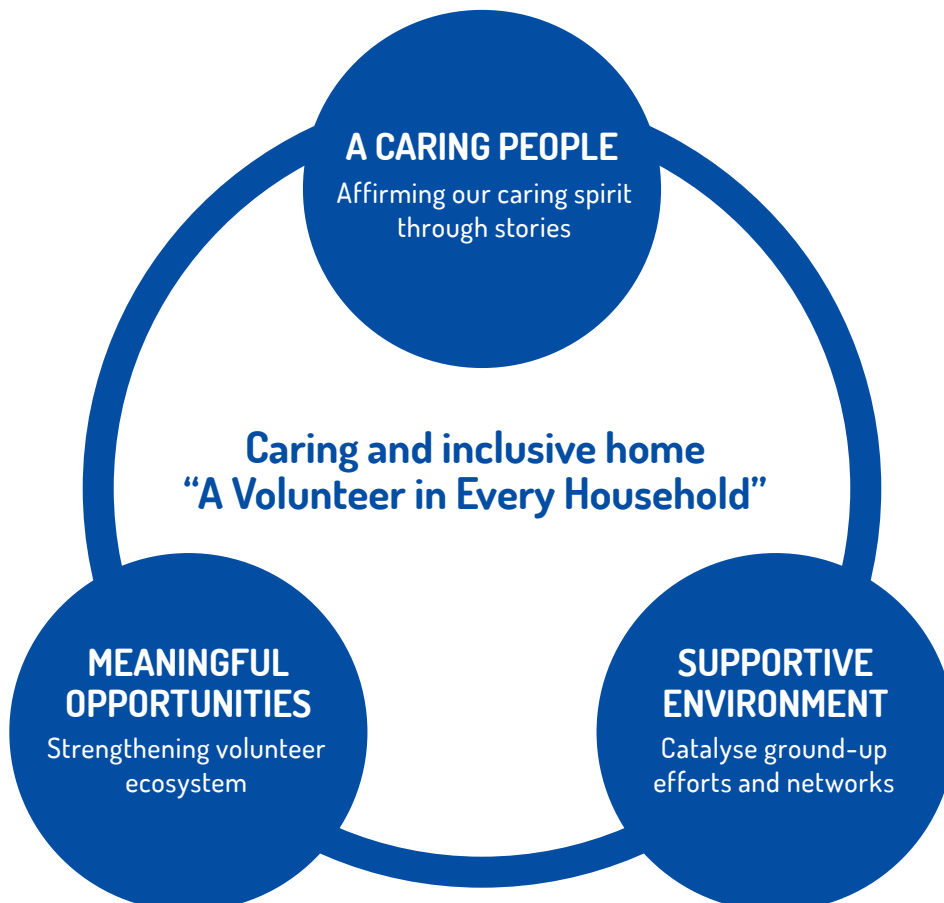 A CARING PEOPLE
Affirming our caring spirit
through stories
Caring and inclusive home
“A Volunteer in Every Household”
MEANINGFUL
OPPORTUNITIES
Strengthening volunteer
ecosystem
SUPPORTIVE
ENVIRONMENT
Catalyse ground-up
efforts and networks